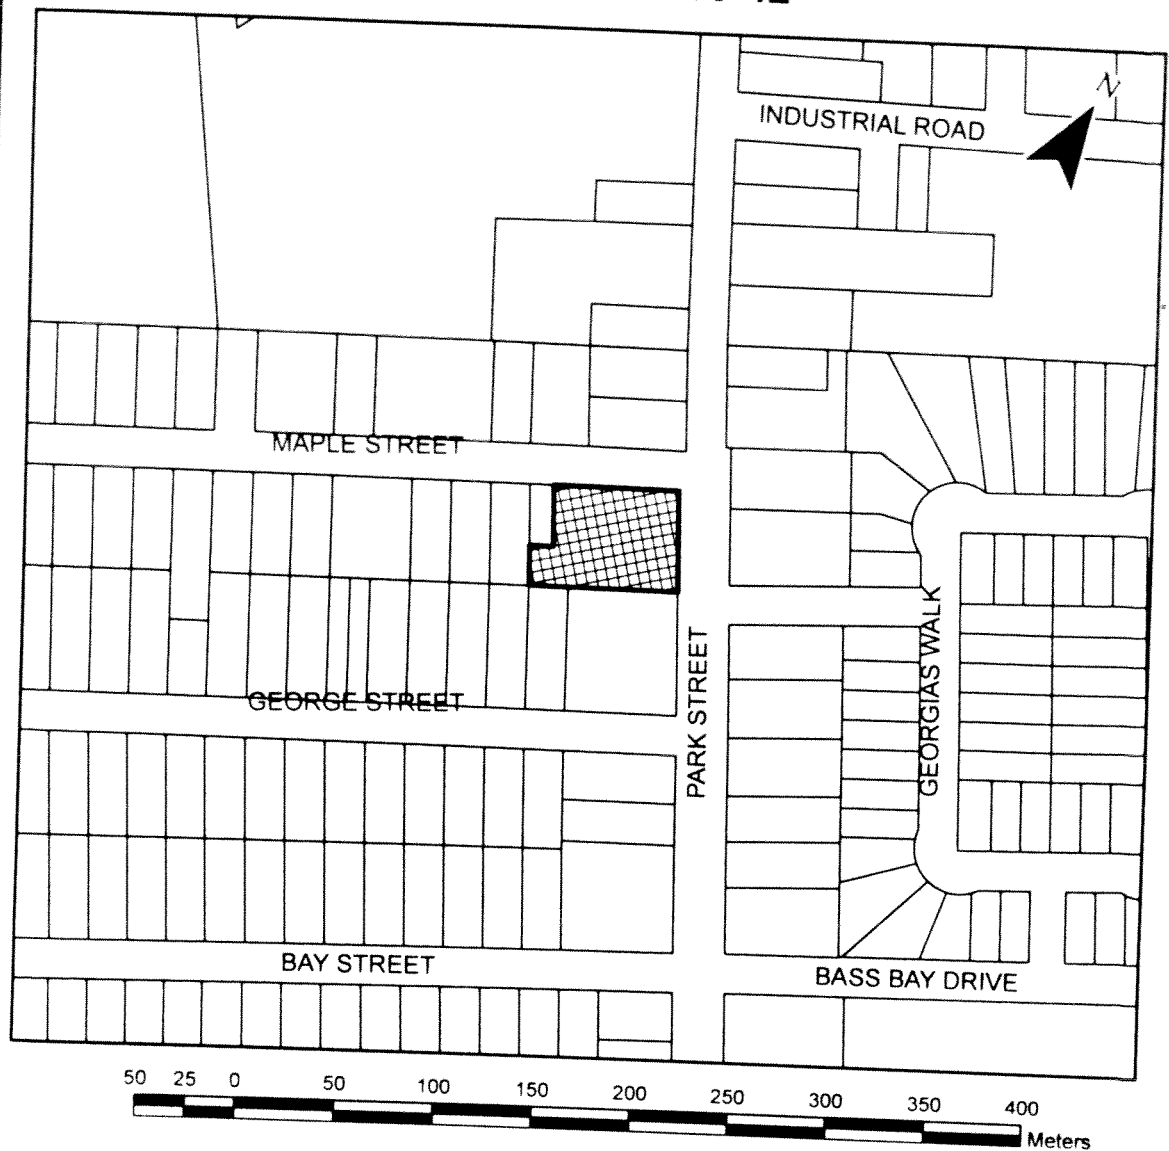 N
INDUSTRIAL ROAD
MAPLE STREET
GEORGE STREET
PARK STREET
GEORGIAS WALK
BAY STREET
BASS BAY DRIVE
50 25 0 50 100 150 200 250 300 350 400
Meters